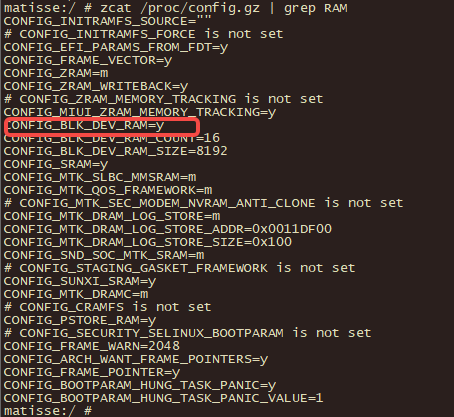 matisse:/ # zcat /proc/config.gz | grep RAM
CONFIG_INITRAMFS_SOURCE=""
# CONFIG_INITRAMFS_FORCE is not set
CONFIG_EFI_PARAMS_FROM_FDT=y
CONFIG_FRAME_VECTOR=y
CONFIG_ZRAM=m
CONFIG_ZRAM_WRITEBACK=y
# CONFIG_ZRAM_MEMORY_TRACKING is not set
CONFIG_MIUI_ZRAM_MEMORY_TRACKING=y
CONFIG_BLK_DEV_RAM=y
CONFIG_BLK_DEV_RAM_COUNT=16
CONFIG_BLK_DEV_RAM_SIZE=8192
CONFIG_SRAM=y
CONFIG_MTK_SLBC_MMSRAM=m
CONFIG_MTK_QOS_FRAMEWORK=m
# CONFIG_MTK_SEC_MODEM_NVRAM_ANTI_CLONE is not set
CONFIG_MTK_DRAM_LOG_STORE=m
CONFIG_MTK_DRAM_LOG_STORE_ADDR=0x0011DF00
CONFIG_MTK_DRAM_LOG_STORE_SIZE=0x100
CONFIG_SND_SOC_MTK_SRAM=m
# CONFIG_STAGING_GASKET_FRAMEWORK is not set
CONFIG_SUNXI_SRAM=y
CONFIG_MTK_DRAMC=m
# CONFIG_CRAMFS is not set
CONFIG_PSTORE_RAM=y
# CONFIG_SECURITY_SELINUX_BOOTPARAM is not set
CONFIG_FRAME_WARN=2048
CONFIG_ARCH_WANT_FRAME_POINTERS=y
CONFIG_FRAME_POINTER=y
CONFIG_BOOTPARAM_HUNG_TASK_PANIC=y
CONFIG_BOOTPARAM_HUNG_TASK_PANIC_VALUE=1
matisse:/ #